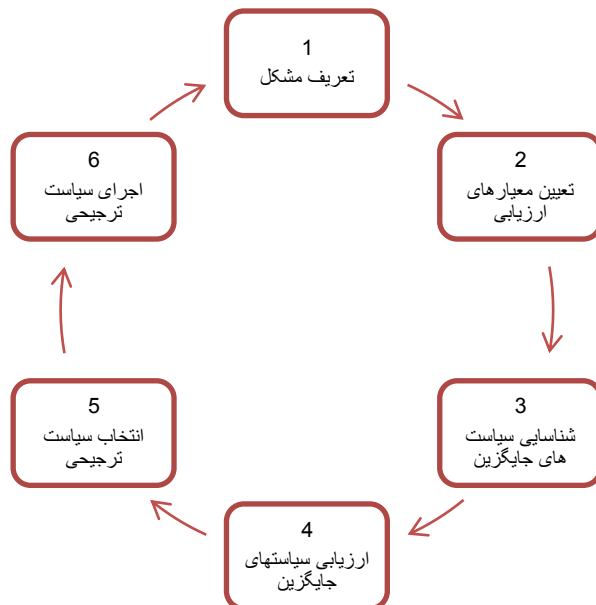 1
تعریف مشکل
2
تعیین معیارهای
ارزیابی
3
شناسایی سیاست
های جایگزین
4
ارزیابی سیاستهای
جایگزین
5
انتخاب سیاست
ترجیحی
6
اجرای سیاست
ترجیحی